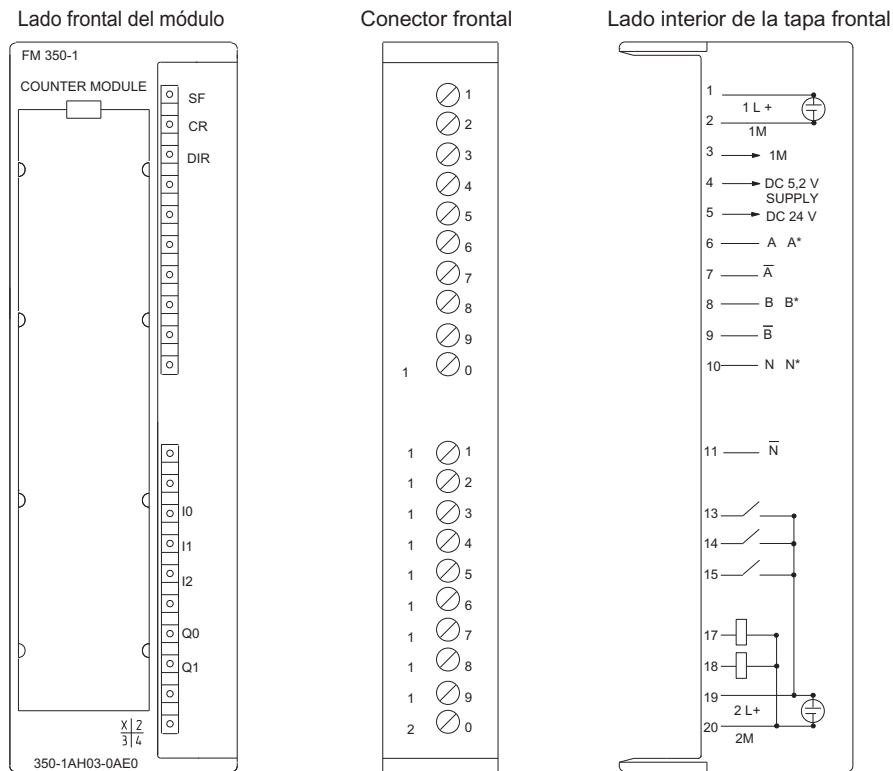 Lado frontal del módulo
Conector frontal
Lado interior de la tapa frontal
FM 350-1
COUNTER MODULE
SF
CR
DIR
I0
I1
I2
Q0
Q1
X 2
3 4
350-1AH03-0AE0
1
2
3
4
5
6
7
8
9
1 0
1 1
1 2
1 3
1 4
1 5
1 6
1 7
1 8
1 9
2 0
1
1 L +
2
1M
3 1M
4 DC 5,2 V
SUPPLY
5 DC 24 V
6 A A*
7 A̅
8 B B*
9 B̅
10 N N*
11 N̅
13
14
15
17
18
19
2 L+
20
2M